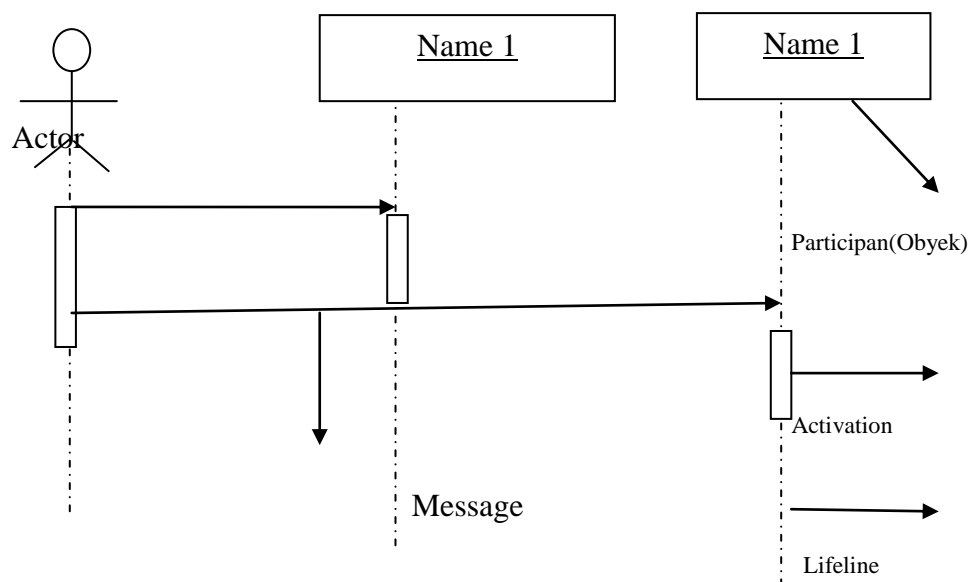 Name 1
Name 1
Actor
Participan(Obyek)
Activation
Message
Lifeline